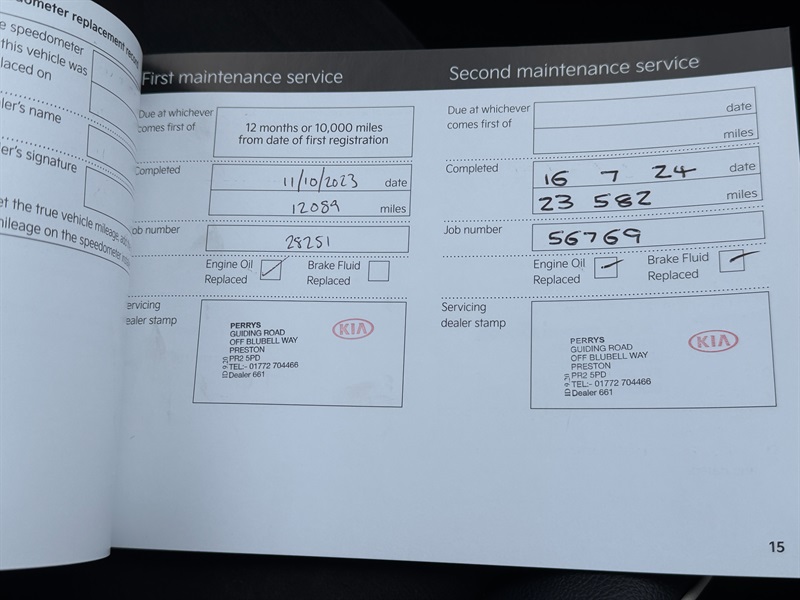 ometer replacement record
e speedometer
this vehicle was
laced on
ler's name
ler's signature
et the true vehicle mileage, add the
mileage on the speedometer
First maintenance service
Due at whichever
comes first of
12 months or 10,000 miles
from date of first registration
Completed
11/10/2023 date
12089 miles
ob number
28251
Engine Oil
Replaced
Brake Fluid
Replaced
ervicing
ealer stamp
PERRYS
GUIDING ROAD
OFF BLUBELL WAY
PRESTON
PR2 5PD
TEL:- 01772 704466
Dealer 661
KIA
Second maintenance service
Due at whichever
comes first of
date
miles
Completed
16 7 24 date
23 582 miles
Job number
56769
Engine Oil
Replaced
Brake Fluid
Replaced
Servicing
dealer stamp
PERRYS
GUIDING ROAD
OFF BLUBELL WAY
PRESTON
PR2 5PD
TEL:- 01772 704466
Dealer 661
KIA
15